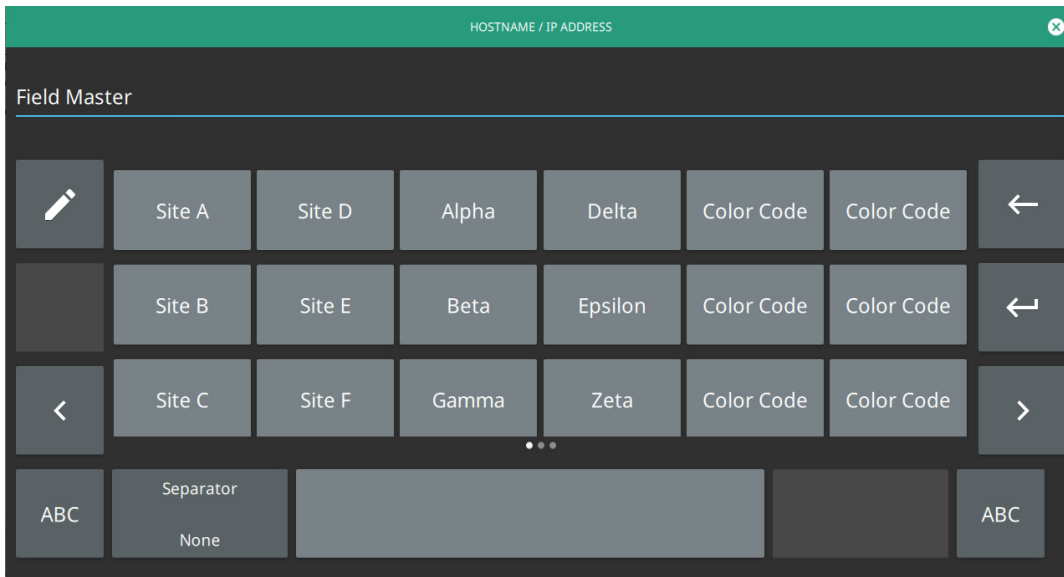 HOSTNAME / IP ADDRESS
Field Master
Site A Site D Alpha Delta Color Code Color Code
Site B Site E Beta Epsilon Color Code Color Code
Site C Site F Gamma Zeta Color Code Color Code
ABC Separator ABC
None